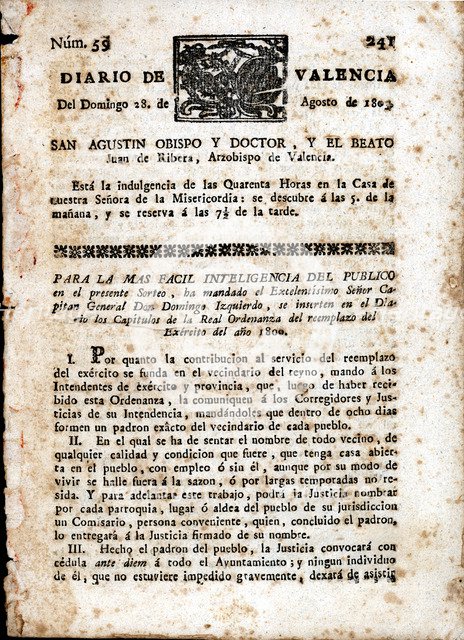 Núm. 59
241
DIARIO DE VALENCIA
Del Domingo 28. de Agosto de 1803.
SAN AGUSTIN OBISPO Y DOCTOR, Y EL BEATO
Juan de Ribera, Arzobispo de Valencia.
Está la indulgencia de las Quarenta Horas en la Casa de
nuestra Señora de la Misericordia: se descubre á las 5. de la
mañana, y se reserva á las 7½ de la tarde.
PARA LA MAS FACIL INTELIGENCIA DEL PUBLICO
en el presente Sorteo, ha mandado el Excelentísimo Señor Ca-
pitan General Don Domingo Izquierdo, se inserten en el Dia-
rio los Capítulos de la Real Ordenanza del reemplazo del
Exército del año 1800.
I. Por quanto la contribucion al servicio del reemplazo
del exército se funda en el vecindario del reyno, mando á los
Intendentes de exército y provincia, que, luego de haber reci-
bido esta Ordenanza, la comuniquen á los Corregidores y Jus-
ticias de su Intendencia, mandándoles que dentro de ocho dias
formen un padron exâcto del vecindario de cada pueblo.
II. En el qual se ha de sentar el nombre de todo vecino, de
qualquier calidad y condicion que fuere, que tenga casa abier-
ta en el pueblo, con empleo ó sin él, aunque por su modo de
vivir se halle fuera á la sazon, ó por largas temporadas no re-
sida. Y para adelantar este trabajo, podrá la Justicia nombrar
por cada parroquia, lugar ó aldea del pueblo de su jurisdiccion
un Comisario, persona conveniente, quien, concluido el padron,
lo entregará á la Justicia firmado de su nombre.
III. Hecho el padron del pueblo, la Justicia convocará con
cédula ante diem á todo el Ayuntamiento; y ningun individuo
de él, que no estuviere impedido gravemente, dexará de asistir